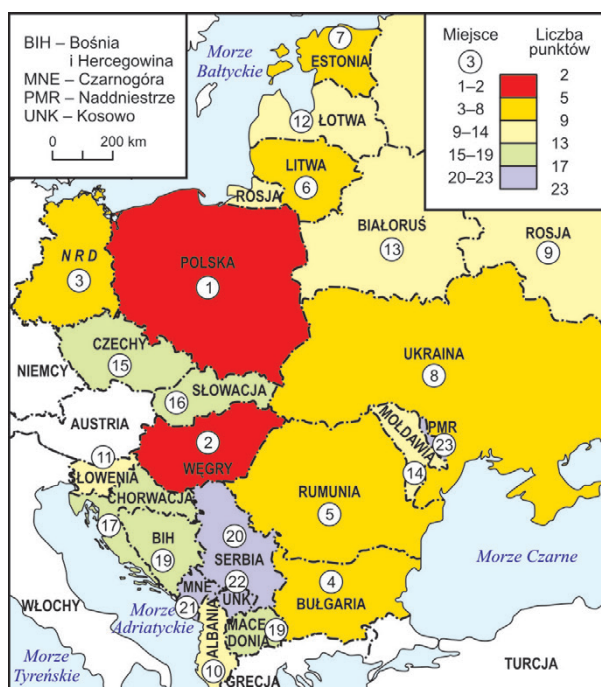 BIH – Bośnia
i Hercegowina
MNE – Czarnogóra
PMR – Naddniestrze
UNK – Kosowo
0 200 km
Miejsce
Liczba
punktów
3
1–2
3–8
9–14
15–19
20–23
2
5
9
13
17
23
Morze
Bałtyckie
7
ESTONIA
12
ŁOTWA
LITWA
6
ROSJA
BIAŁORUŚ
13
ROSJA
9
NRD
3
POLSKA
1
NIEMCY
CZECHY
15
SŁOWACJA
16
UKRAINA
8
AUSTRIA
2
WĘGRY
MOŁDAWIA
14
PMR
23
11
SŁOWENIA
CHORWACJA
17
BIH
19
RUMUNIA
5
20
SERBIA
22
MNE
21
UNK
4
BUŁGARIA
Morze Czarne
WŁOCHY
Morze
Adriatyckie
ALBANIA
10
MACE
DONIA
19
Morze
Tyreńskie
GRECJA
TURCJA